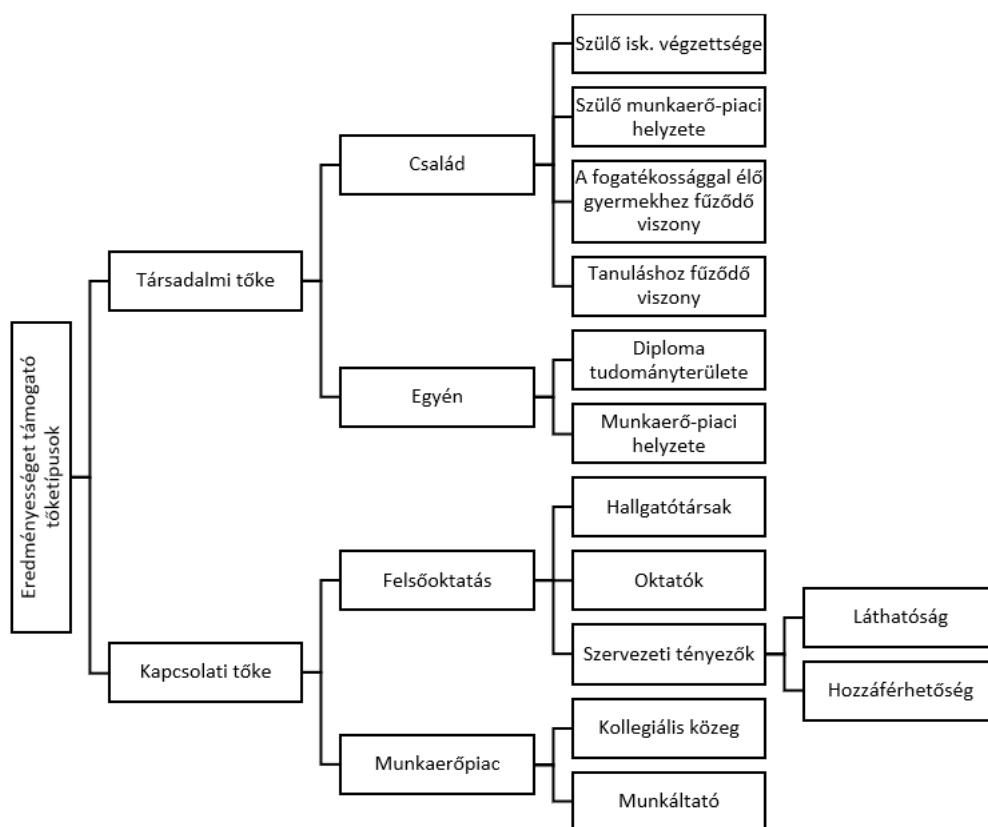 Eredményességet támogató
tőketípusok
Társadalmi tőke
Család
Szülő isk. végzettsége
Szülő munkaerő-piaci
helyzete
A fogatékossággal élő
gyermekhez fűződő
viszony
Tanuláshoz fűződő
viszony
Egyén
Diploma
tudományterülete
Munkaerő-piaci
helyzete
Kapcsolati tőke
Felsőoktatás
Hallgatótársak
Oktatók
Szervezeti tényezők
Láthatóság
Hozzáférhetőség
Munkaerőpiac
Kollegiális közeg
Munkáltató